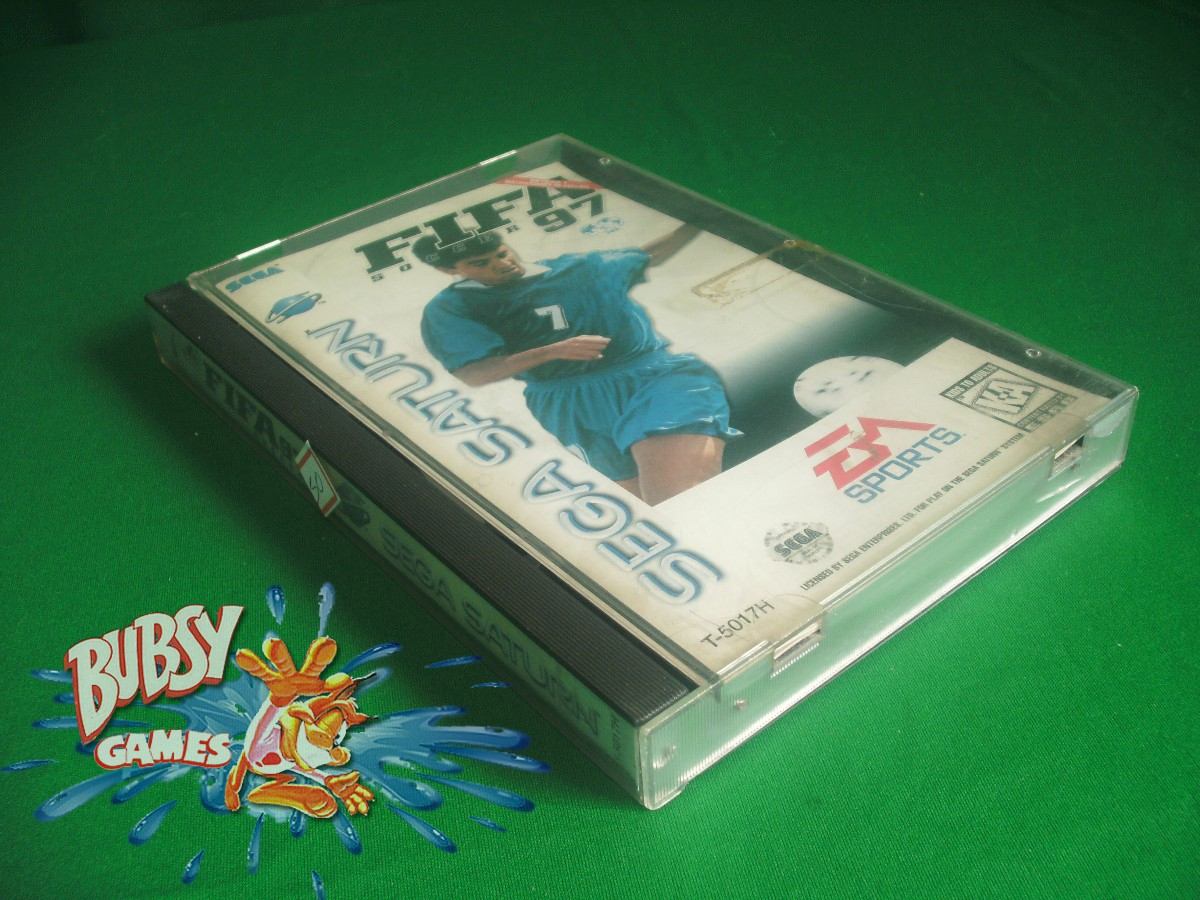 FIFA
SOCCER 97
SEGA
SEGA SATURN
7
KIDS TO ADULTS
K-A
EA
SPORTS
SEGA
LICENSED BY SEGA ENTERPRISES, LTD. FOR PLAY ON THE SEGA SATURN SYSTEM
T-5017H
FIFA
SEGA SATURN
BUBSY
GAMES